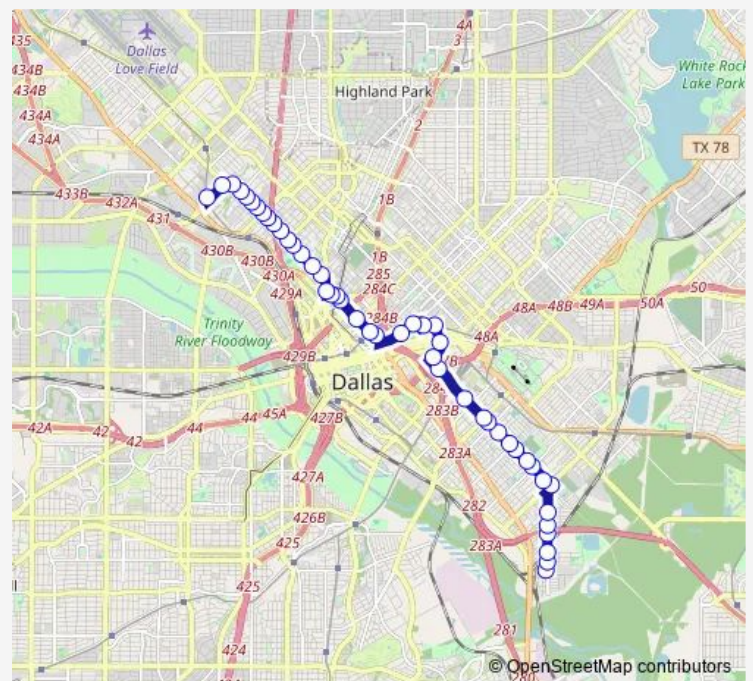 4A
3
435
Dallas
Love Field
434B
434B
434A
434A
White Rock
Lake Park
Highland Park
2
TX 78
433B
432A
431
1B
430B
430B
430A
429A
1B
285
284C
284B
50
50A
48A 48B 49A
Trinity
River Floodway
48A
429B
Dallas
283B
42A
42
42
44
44
45A
427B
283A
427A
282
426B
425
283A
425
281
424
© OpenStreetMap contributors